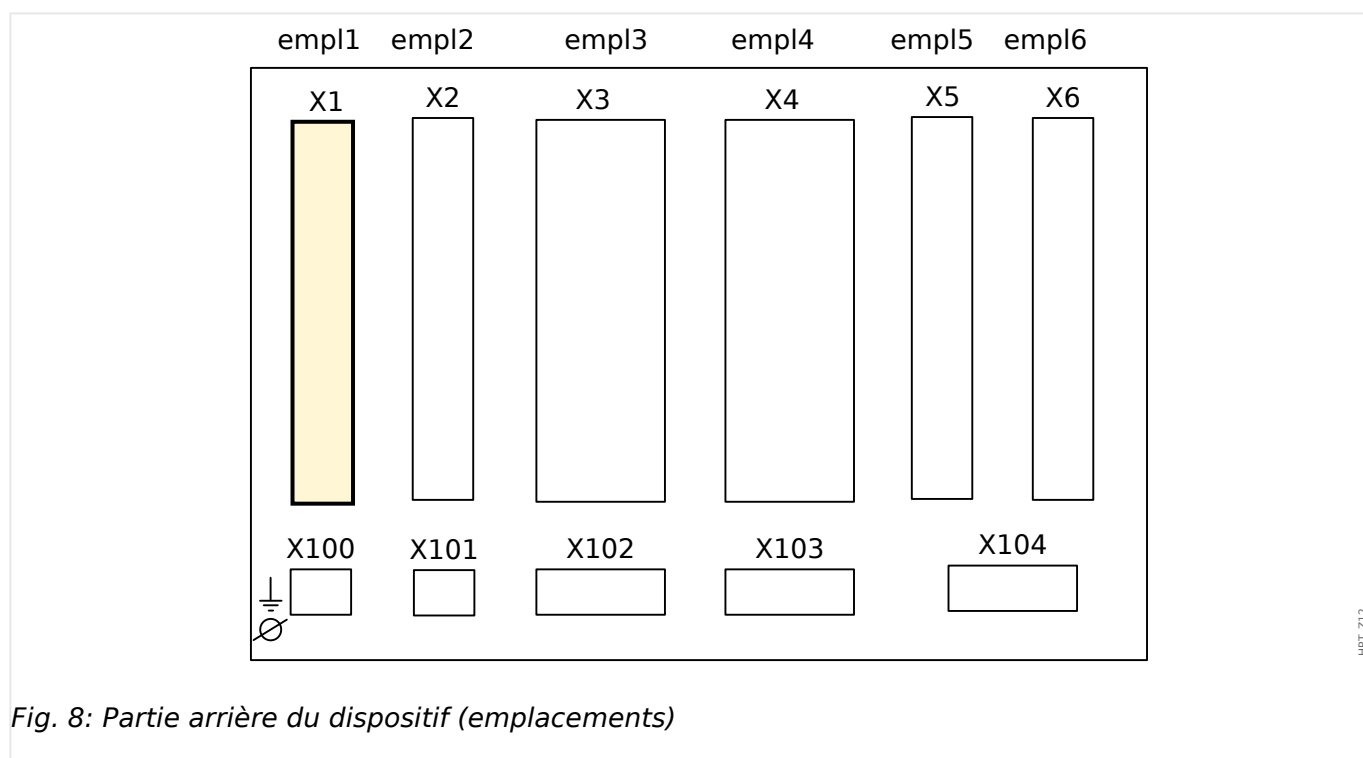 empl1 empl2 empl3 empl4 empl5 empl6
X1 X2 X3 X4 X5 X6
X100 X101 X102 X103 X104
Fig. 8: Partie arrière du dispositif (emplacements)